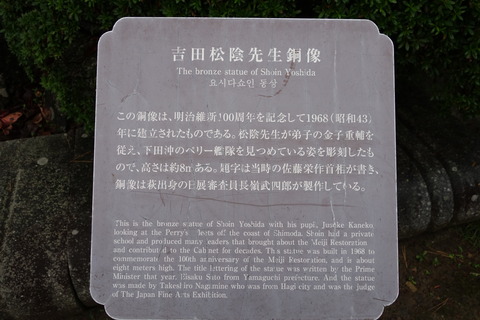 吉田松陰先生銅像
The bronze statue of Shoin Yoshida
요시다쇼인 동상
この銅像は、明治維新100周年を記念して1968（昭和43）
年に建立されたものである。松陰先生が弟子の金子重輔を
従え、下田沖のペリー艦隊を見つめている姿を彫刻したも
ので、高さは約8mある。題字は当時の佐藤栄作首相が書き、
銅像は萩出身の日展審査員長嶺武四郎が製作している。
This is the bronze statue of Shoin Yoshida with his pupil, Jusuke Kaneko,
looking at the Perry's fleets off the coast of Shimoda. Shoin had a private
school and produced many leaders that brought about the Meiji Restoration
and contributed to the Cabinet for decades. This statue was built in 1968 to
commemorate the 100th anniversary of the Meiji Restoration, and is about
eight meters high. The title lettering of the statue was written by the Prime
Minister that year, Eisaku Sato from Yamaguchi prefecture. And the statue
was made by Takeshiro Nagamine who was from Hagi city and was the judge
of The Japan Fine Arts Exhibition.